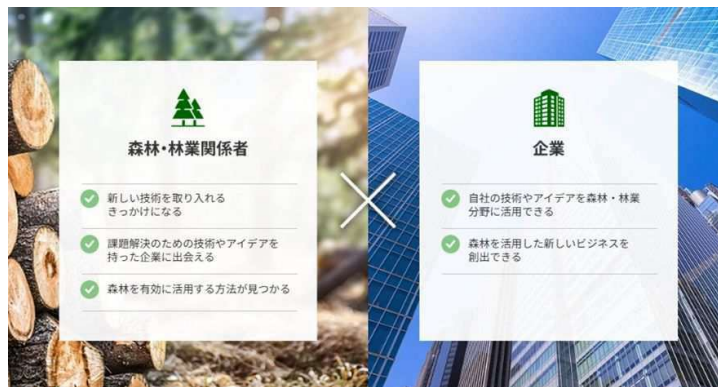 森林・林業関係者
新しい技術を取り入れる
きっかけになる
課題解決のための技術やアイデアを
持った企業に出会える
森林を有効に活用する方法が見つかる
企業
自社の技術やアイデアを森林・林業
分野に活用できる
森林を活用した新しいビジネスを
創出できる